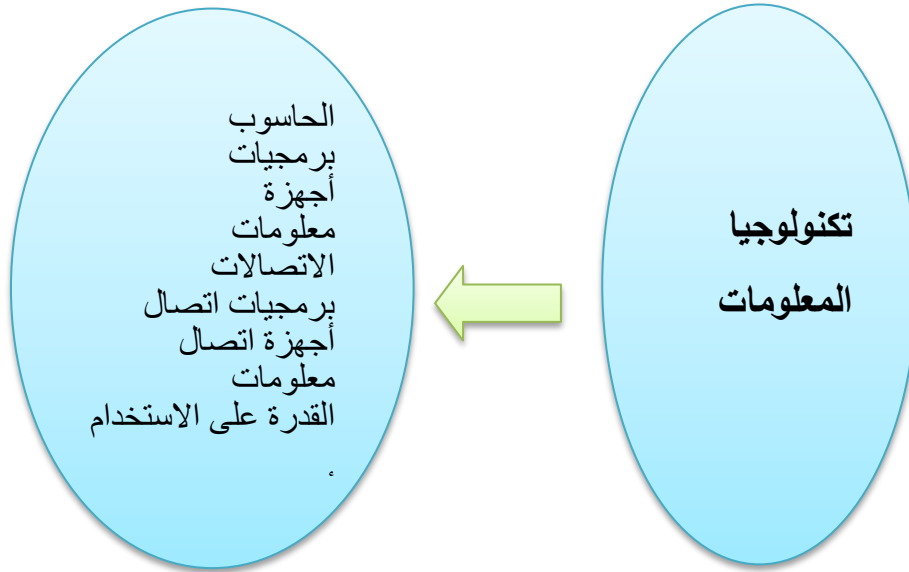 تكنولوجيا
المعلومات
الحاسوب
برمجيات
أجهزة
معلومات
الاتصالات
برمجيات اتصال
أجهزة اتصال
معلومات
القدرة على الاستخدام